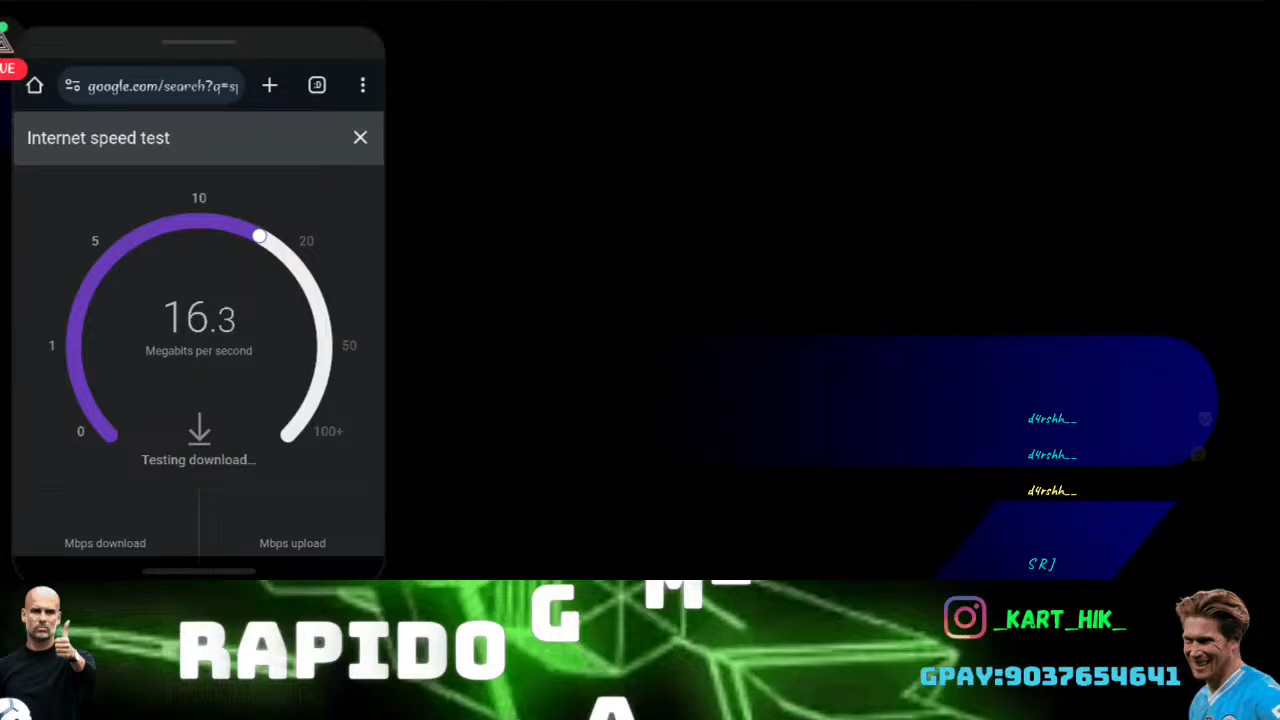 UE
google.com/search?q=sp
Internet speed test
10
5
20
16.3
Megabits per second
1
50
0
100+
Testing download...
Mbps download
Mbps upload
d4rshh__
d4rshh__
d4rshh__
SRJ
RAPIDO
G
M
A
_KART_HIK_
GPAY:9037654641